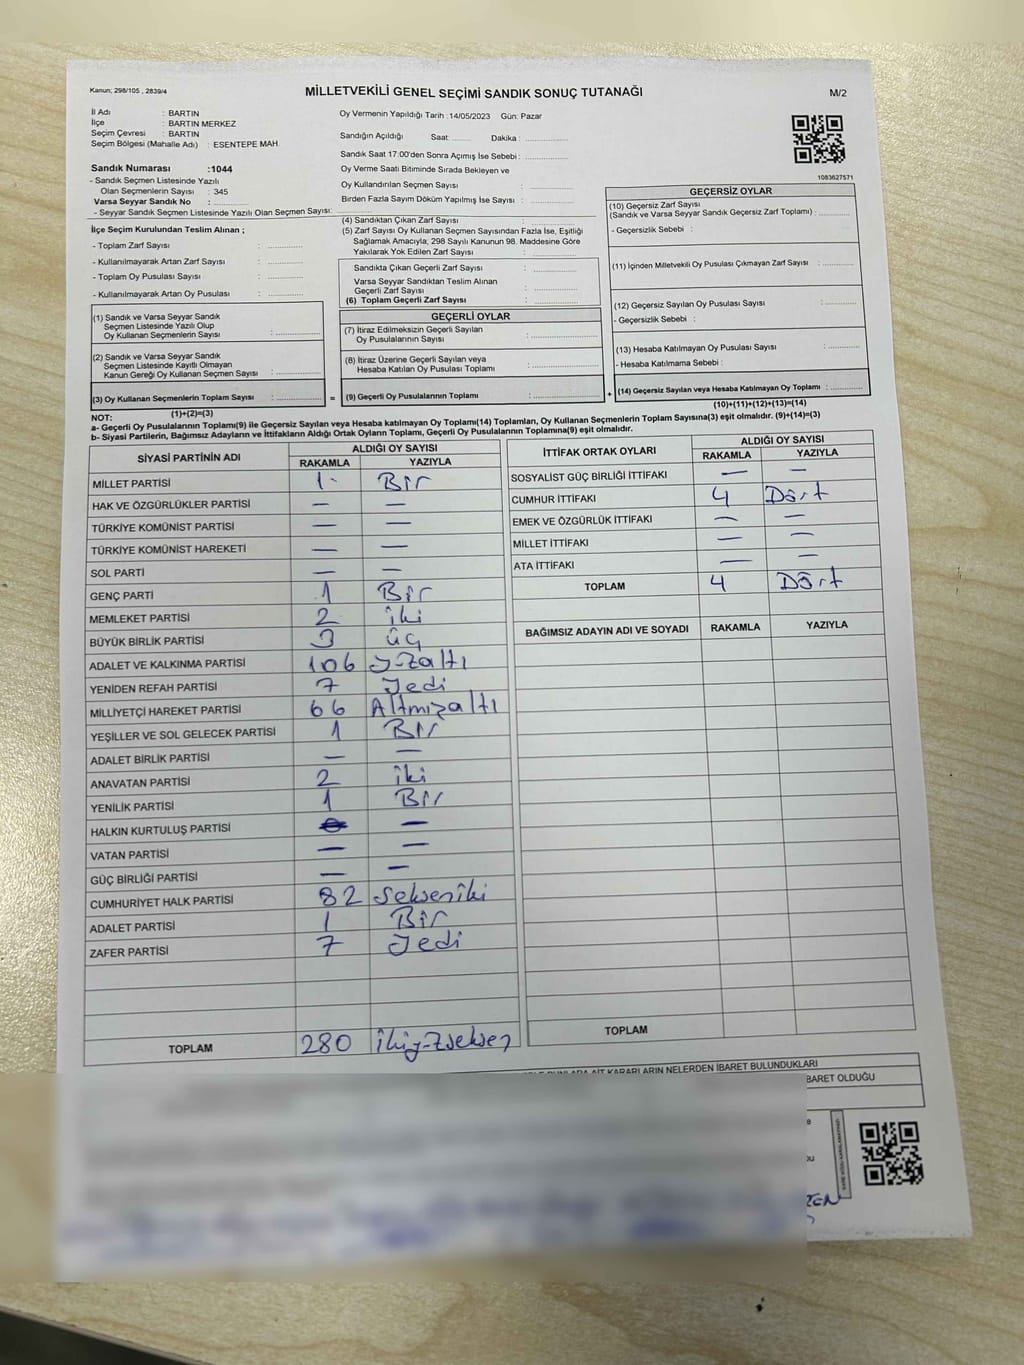 Kanun; 298/105 , 2839/4
MİLLETVEKİLİ GENEL SEÇİMİ SANDIK SONUÇ TUTANAĞI
M/2
İl Adı : BARTIN
İlçe : BARTIN MERKEZ
Seçim Çevresi : BARTIN
Seçim Bölgesi (Mahalle Adı) : ESENTEPE MAH.
Sandık Numarası :1044
- Sandık Seçmen Listesinde Yazılı
Olan Seçmenlerin Sayısı : 345
Varsa Seyyar Sandık No :
- Seyyar Sandık Seçmen Listesinde Yazılı Olan Seçmen Sayısı:
Oy Vermenin Yapıldığı Tarih :14/05/2023 Gün: Pazar
Sandığın Açıldığı Saat: Dakika :
Sandık Saat 17:00'den Sonra Açımış İse Sebebi :
Oy Verme Saati Bitiminde Sırada Bekleyen ve
Oy Kullandırılan Seçmen Sayısı :
Birden Fazla Sayım Döküm Yapılmış İse Sayısı :
1083627571
İlçe Seçim Kurulundan Teslim Alınan ;
- Toplam Zarf Sayısı :
- Kullanılmayarak Artan Zarf Sayısı :
- Toplam Oy Pusulası Sayısı :
- Kullanılmayarak Artan Oy Pusulası :
(1) Sandık ve Varsa Seyyar Sandık
Seçmen Listesinde Yazılı Olup
Oy Kullanan Seçmenlerin Sayısı :
(2) Sandık ve Varsa Seyyar Sandık
Seçmen Listesinde Kayıtlı Olmayan
Kanun Gereği Oy Kullanan Seçmen Sayısı :
(3) Oy Kullanan Seçmenlerin Toplam Sayısı :
(1)+(2)=(3)
(4) Sandıktan Çıkan Zarf Sayısı :
(5) Zarf Sayısı Oy Kullanan Seçmen Sayısından Fazla İse, Eşitliği
Sağlamak Amacıyla; 298 Sayılı Kanunun 98. Maddesine Göre
Yakılarak Yok Edilen Zarf Sayısı :
Sandıkta Çıkan Geçerli Zarf Sayısı :
Varsa Seyyar Sandıktan Teslim Alınan
Geçerli Zarf Sayısı :
(6) Toplam Geçerli Zarf Sayısı :
GEÇERLİ OYLAR
(7) İtiraz Edilmeksizin Geçerli Sayılan
Oy Pusulalarının Sayısı :
(8) İtiraz Üzerine Geçerli Sayılan veya
Hesaba Katılan Oy Pusulası Toplamı :
= (9) Geçerli Oy Pusulalarının Toplamı :
GEÇERSİZ OYLAR
(10) Geçersiz Zarf Sayısı
(Sandık ve Varsa Seyyar Sandık Geçersiz Zarf Toplamı) :
- Geçersizlik Sebebi :
(11) İçinden Milletvekili Oy Pusulası Çıkmayan Zarf Sayısı :
(12) Geçersiz Sayılan Oy Pusulası Sayısı :
- Geçersizlik Sebebi :
(13) Hesaba Katılmayan Oy Pusulası Sayısı :
- Hesaba Katılmama Sebebi :
+ (14) Geçersiz Sayılan veya Hesaba Katılmayan Oy Toplamı :
(10)+(11)+(12)+(13)=(14)
NOT:
a- Geçerli Oy Pusulalarının Toplamı(9) ile Geçersiz Sayılan veya Hesaba katılmayan Oy Toplamı(14) Toplamları, Oy Kullanan Seçmenlerin Toplam Sayısına(3) eşit olmalıdır. (9)+(14)=(3)
b- Siyasi Partilerin, Bağımsız Adayların ve İttifakların Aldığı Ortak Oyların Toplamı, Geçerli Oy Pusulalarının Toplamına(9) eşit olmalıdır.
SİYASİ PARTİNİN ADI ALDIĞI OY SAYISI
RAKAMLA YAZIYLA
MİLLET PARTİSİ 1 Bir
HAK VE ÖZGÜRLÜKLER PARTİSİ — —
TÜRKİYE KOMÜNİST PARTİSİ — —
TÜRKİYE KOMÜNİST HAREKETİ — —
SOL PARTİ — —
GENÇ PARTİ 1 Bir
MEMLEKET PARTİSİ 2 iki
BÜYÜK BİRLİK PARTİSİ 3 üç
ADALET VE KALKINMA PARTİSİ 106 y-zaltı
YENİDEN REFAH PARTİSİ 7 Yedi
MİLLİYETÇİ HAREKET PARTİSİ 66 Altmışaltı
YEŞİLLER VE SOL GELECEK PARTİSİ 1 Bir
ADALET BİRLİK PARTİSİ — —
ANAVATAN PARTİSİ 2 iki
YENİLİK PARTİSİ 1 Bir
HALKIN KURTULUŞ PARTİSİ —
VATAN PARTİSİ — —
GÜÇ BİRLİĞİ PARTİSİ — —
CUMHURİYET HALK PARTİSİ 82 Sekseniki
ADALET PARTİSİ 1 Bir
ZAFER PARTİSİ 7 Yedi
TOPLAM 280 ikiy-zseksen
İTTİFAK ORTAK OYLARI ALDIĞI OY SAYISI
RAKAMLA YAZIYLA
SOSYALİST GÜÇ BİRLİĞİ İTTİFAKI — —
CUMHUR İTTİFAKI 4 Dört
EMEK VE ÖZGÜRLÜK İTTİFAKI — —
MİLLET İTTİFAKI — —
ATA İTTİFAKI — —
TOPLAM 4 Dört
BAĞIMSIZ ADAYIN ADI VE SOYADI RAKAMLA YAZIYLA
TOPLAM
AİT KARARLARIN NELERDEN İBARET BULUNDUKLARI
BARET OLDUĞU